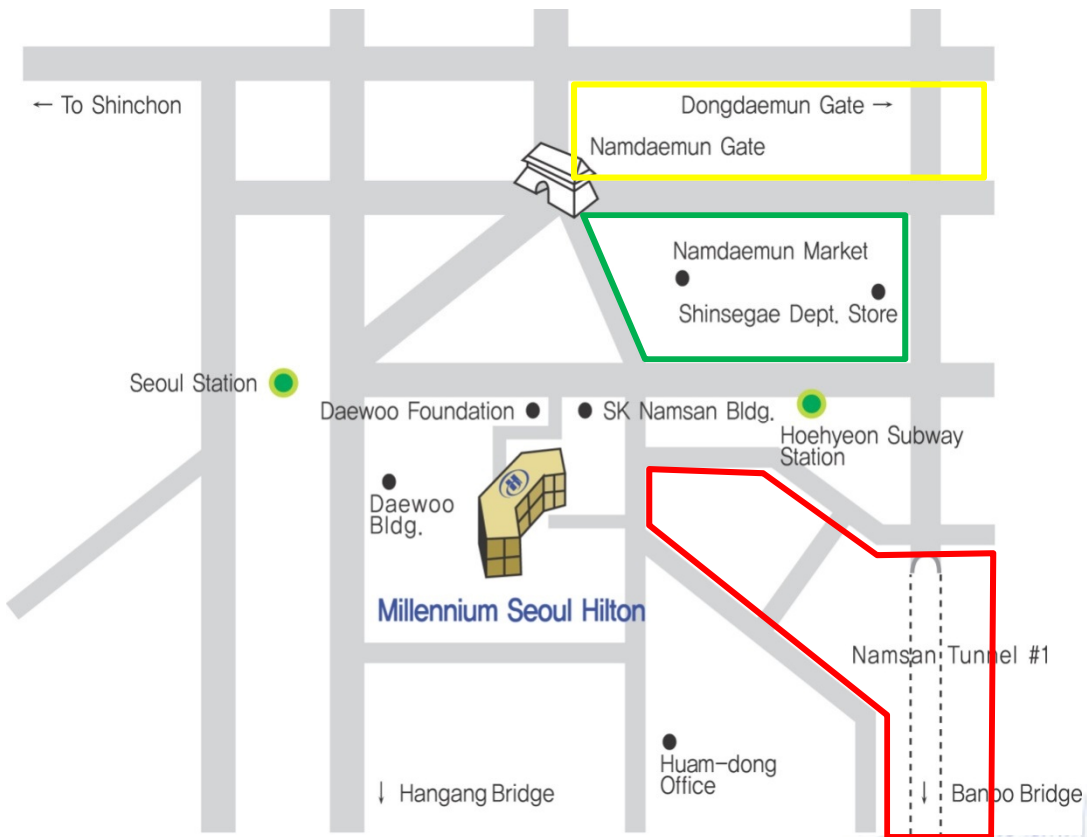 ← To Shinchon
Dongdaemun Gate →
Namdaemun Gate
Namdaemun Market
Shinsegae Dept. Store
Seoul Station
Daewoo Foundation
SK Namsan Bldg.
Hoehyeon Subway
Station
Daewoo
Bldg.
Millennium Seoul Hilton
Namsan Tunnel #1
Huam-dong
Office
↓ Hangang Bridge
↓ Banpo Bridge